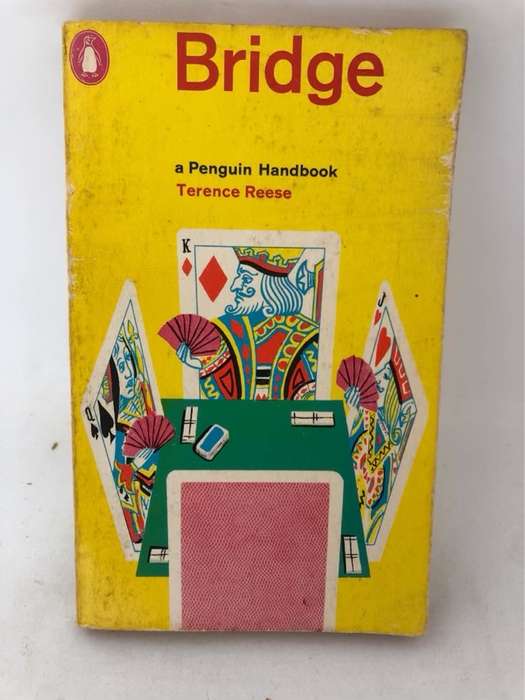 Bridge
a Penguin Handbook
Terence Reese
K
J
Q